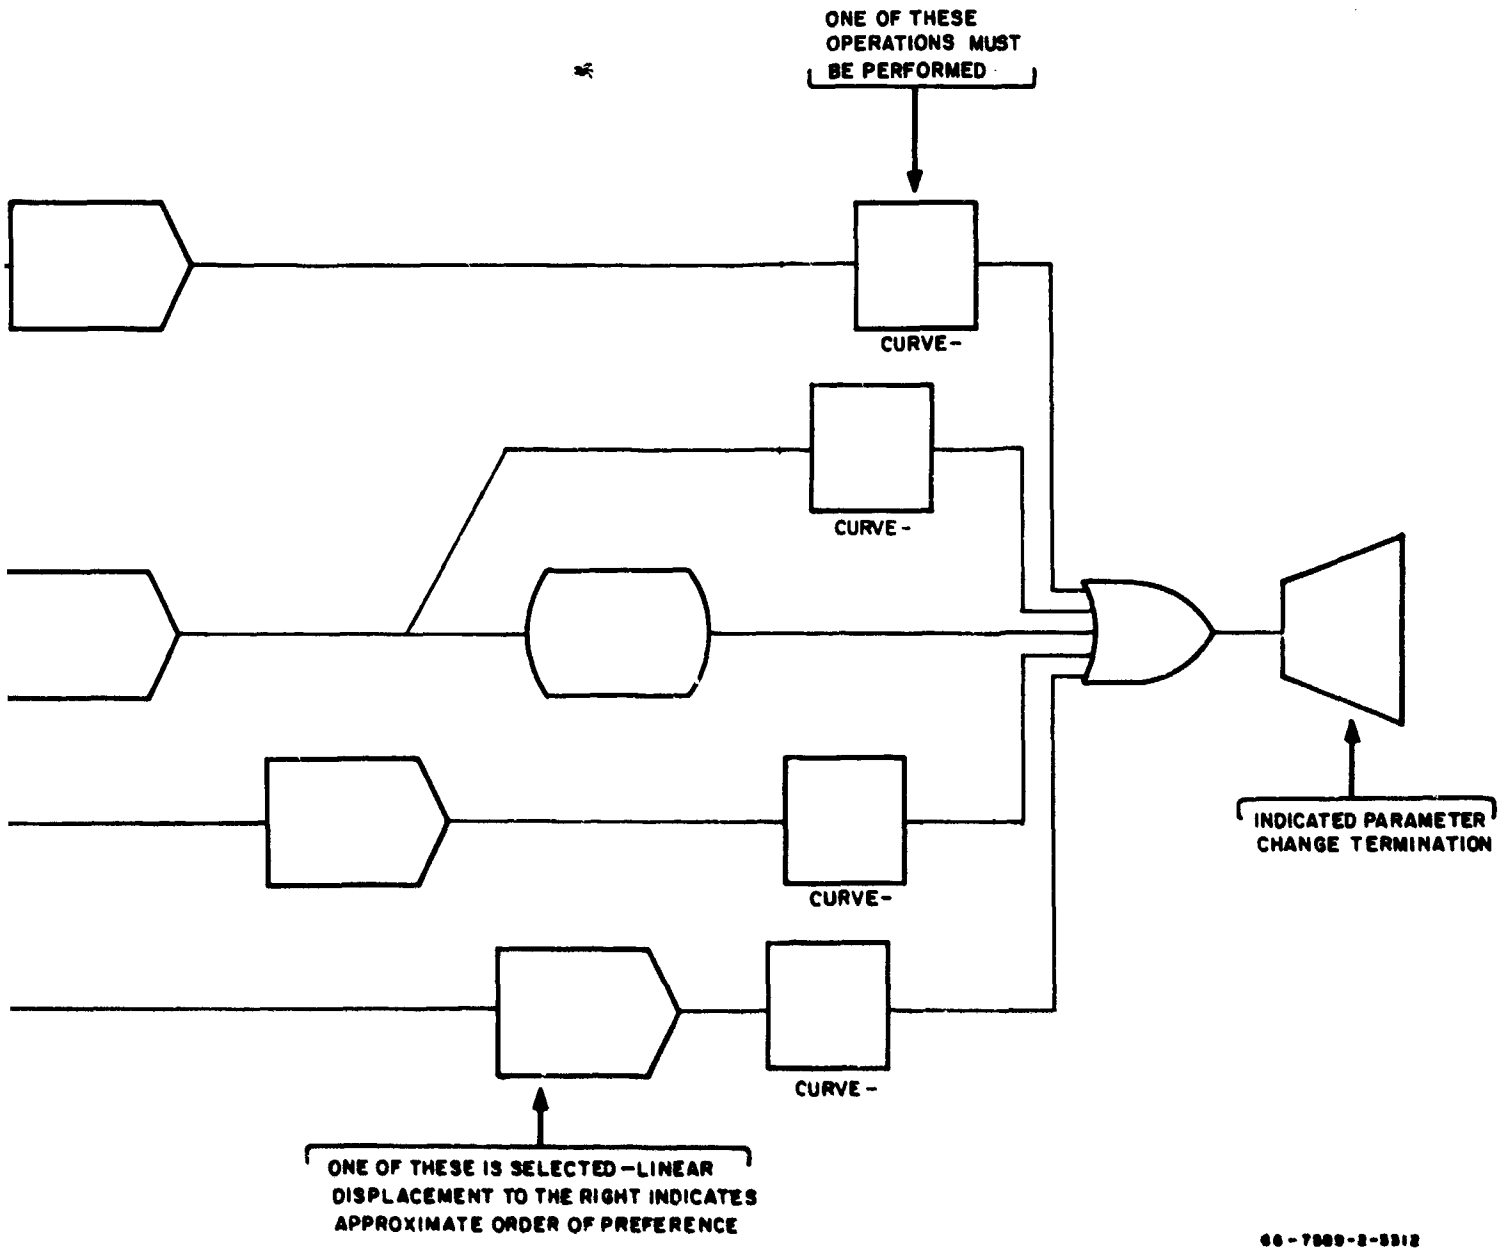 ONE OF THESE
OPERATIONS MUST
BE PERFORMED
CURVE-
CURVE-
INDICATED PARAMETER
CHANGE TERMINATION
CURVE-
CURVE-
ONE OF THESE IS SELECTED-LINEAR
DISPLACEMENT TO THE RIGHT INDICATES
APPROXIMATE ORDER OF PREFERENCE